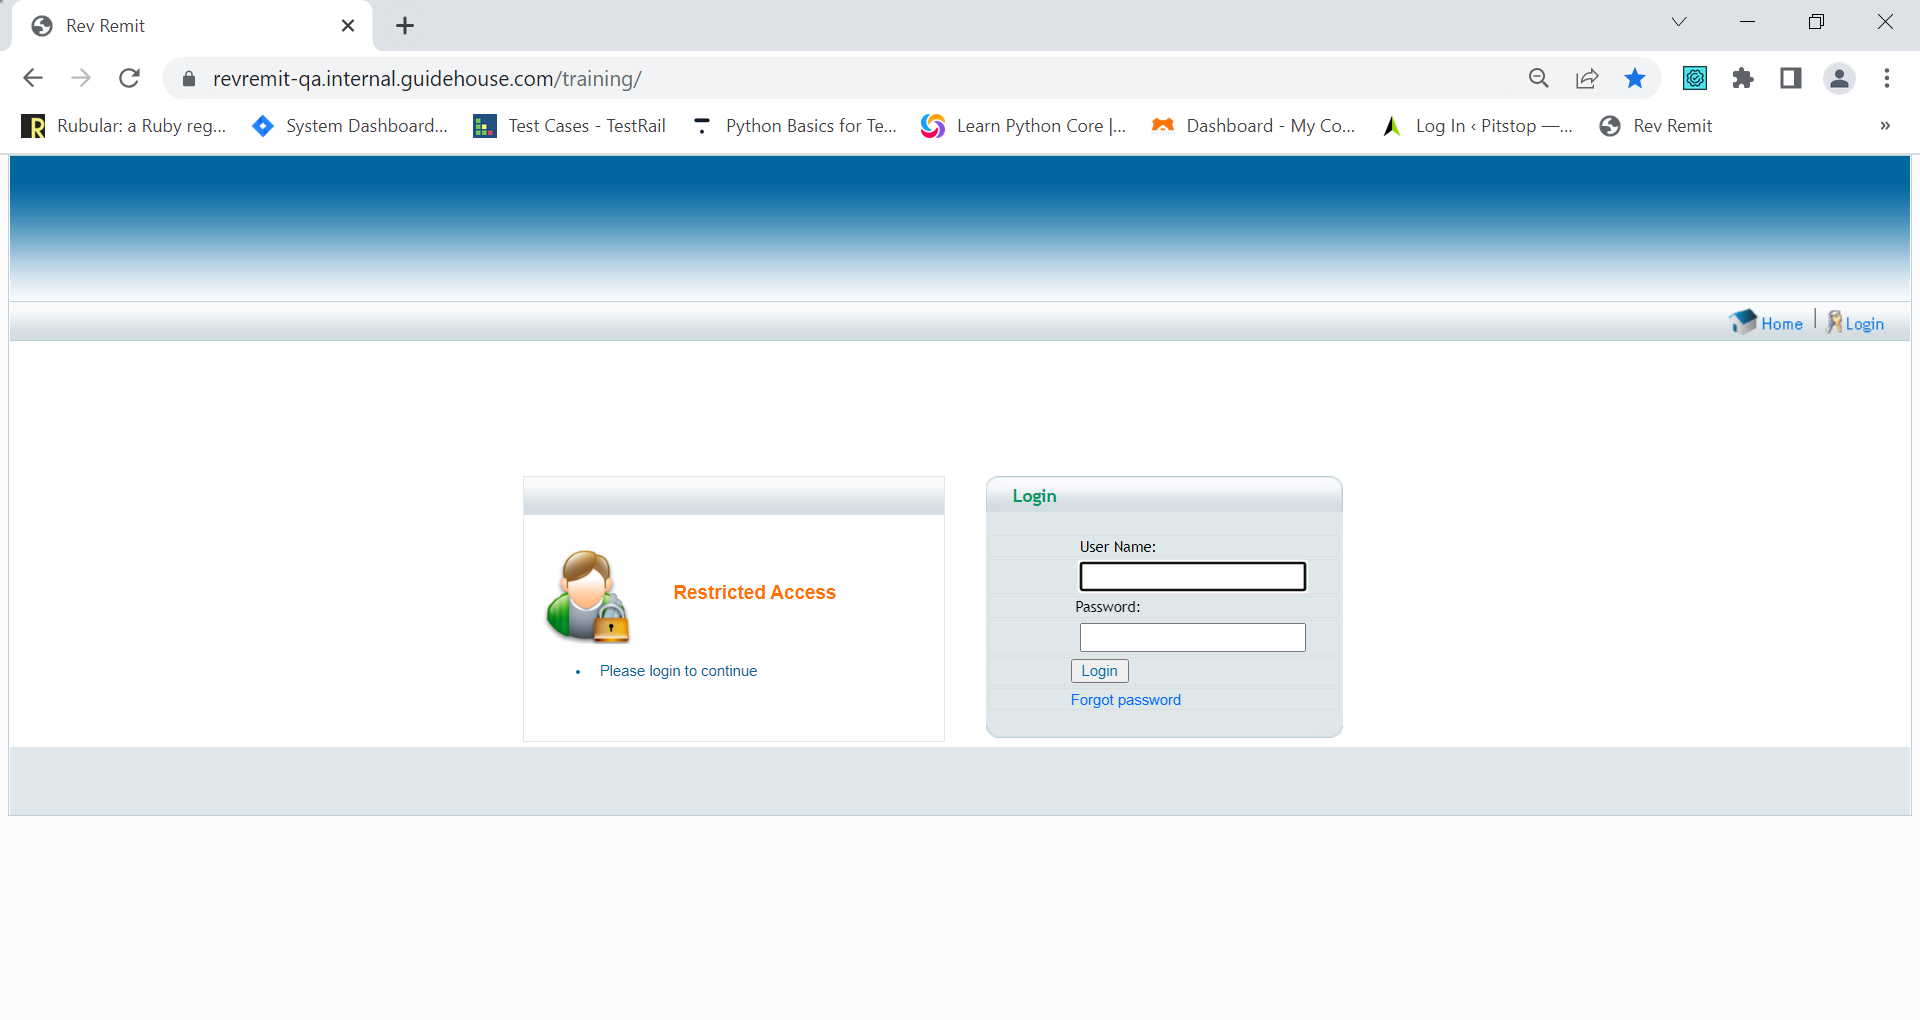 Rev Remit
revremit-qa.internal.guidehouse.com/training/
Rubular: a Ruby reg...
System Dashboard...
Test Cases - TestRail
Python Basics for Te...
Learn Python Core |...
Dashboard - My Co...
Log In ‹ Pitstop —...
Rev Remit
»
Home | Login
Restricted Access
• Please login to continue
Login
User Name:
Password:
Login
Forgot password